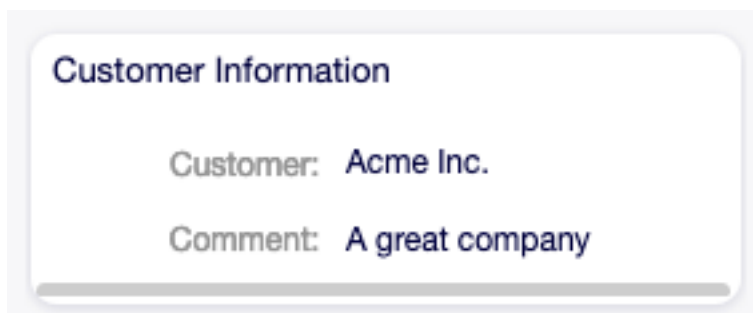 Customer Information
Customer: Acme Inc.
Comment: A great company